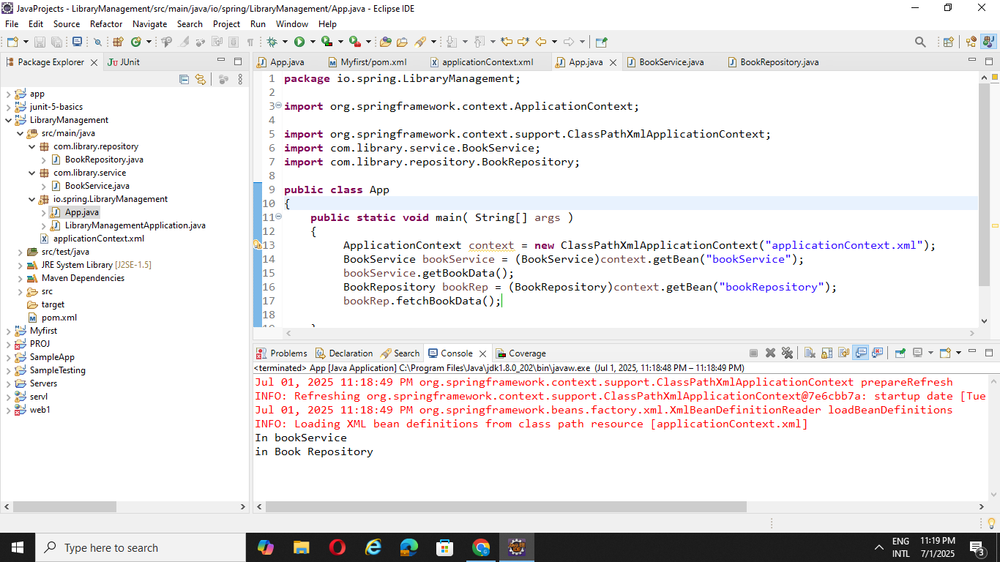 JavaProjects - LibraryManagement/src/main/java/io/spring/LibraryManagement/App.java - Eclipse IDE
File Edit Source Refactor Navigate Search Project Run Window Help
Package Explorer JUnit
app
junit-5-basics
LibraryManagement
src/main/java
com.library.repository
BookRepository.java
com.library.service
BookService.java
io.spring.LibraryManagement
App.java
LibraryManagementApplication.java
applicationContext.xml
src/test/java
JRE System Library [J2SE-1.5]
Maven Dependencies
src
target
pom.xml
Myfirst
PROJ
SampleApp
SampleTesting
Servers
servl
web1
App.java Myfirst/pom.xml applicationContext.xml App.java BookService.java BookRepository.java
1 package io.spring.LibraryManagement;
2
3 import org.springframework.context.ApplicationContext;
4
5 import org.springframework.context.support.ClassPathXmlApplicationContext;
6 import com.library.service.BookService;
7 import com.library.repository.BookRepository;
8
9 public class App
10 {
11 public static void main( String[] args )
12 {
13 ApplicationContext context = new ClassPathXmlApplicationContext("applicationContext.xml");
14 BookService bookService = (BookService)context.getBean("bookService");
15 bookService.getBookData();
16 BookRepository bookRep = (BookRepository)context.getBean("bookRepository");
17 bookRep.fetchBookData();
18
Problems Declaration Search Console Coverage
<terminated> App [Java Application] C:\Program Files\Java\jdk1.8.0_202\bin\javaw.exe (Jul 1, 2025, 11:18:48 PM – 11:18:49 PM)
Jul 01, 2025 11:18:49 PM org.springframework.context.support.ClassPathXmlApplicationContext prepareRefresh
INFO: Refreshing org.springframework.context.support.ClassPathXmlApplicationContext@7e6cbb7a: startup date [Tue
Jul 01, 2025 11:18:49 PM org.springframework.beans.factory.xml.XmlBeanDefinitionReader loadBeanDefinitions
INFO: Loading XML bean definitions from class path resource [applicationContext.xml]
In bookService
in Book Repository
Type here to search
ENG
INTL
11:19 PM
7/1/2025
3